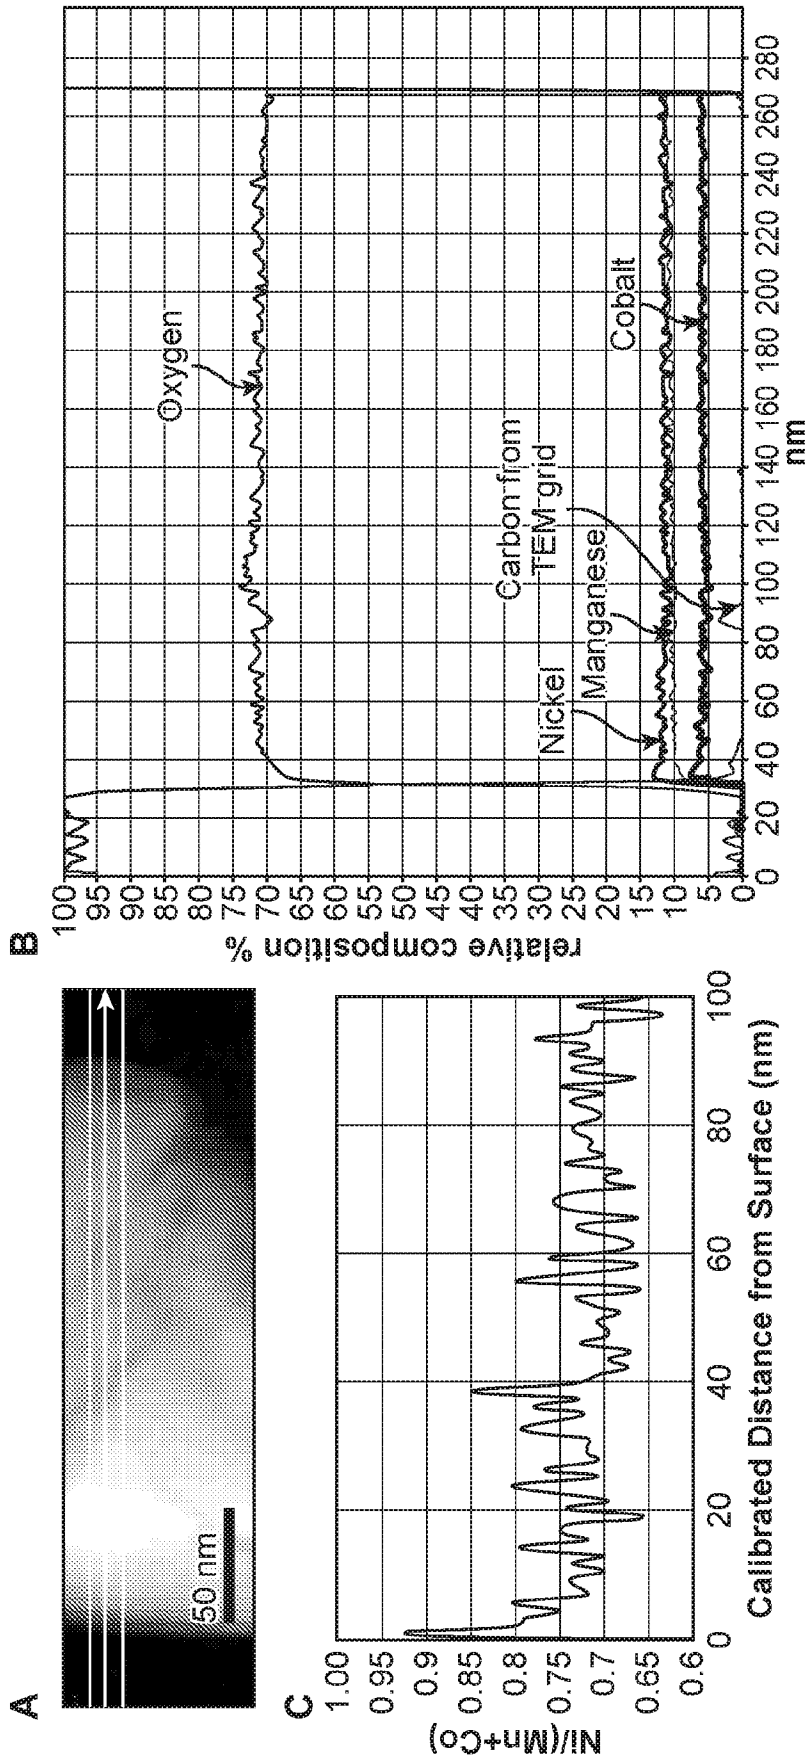 A
50 nm
B
relative composition %
100
95
90
85
80
75
70
65
60
55
50
45
40
35
30
25
20
15
10
5
0
Oxygen
Carbon from
TEM grid
Nickel
Manganese
Cobalt
0 20 40 60 80 100 120 140 160 180 200 220 240 260 280
nm
C
Ni/(Mn+Co)
1.00
0.95
0.9
0.85
0.8
0.75
0.7
0.65
0.6
0 20 40 60 80 100
Calibrated Distance from Surface (nm)